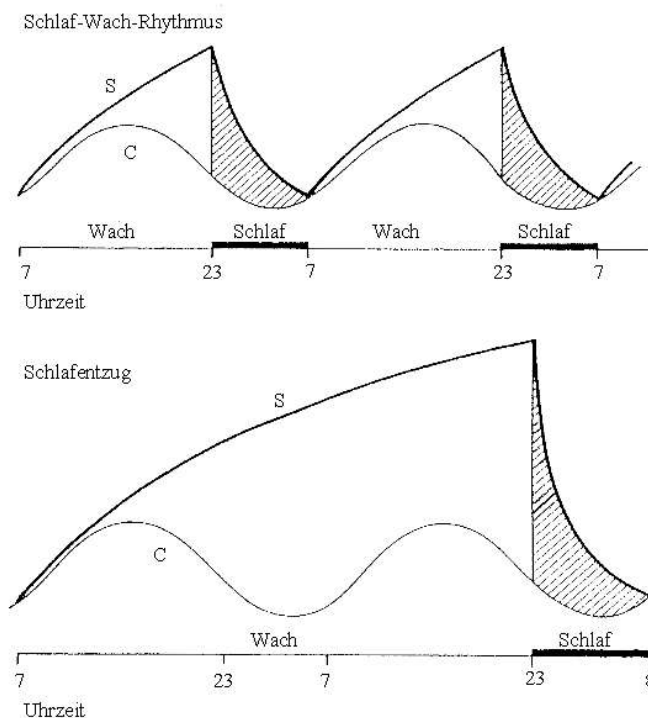 Schlaf-Wach-Rhythmus
S
C
Wach Schlaf Wach Schlaf
7 23 7 23 7
Uhrzeit
Schlafentzug
S
C
Wach Schlaf
7 23 7 23 8
Uhrzeit